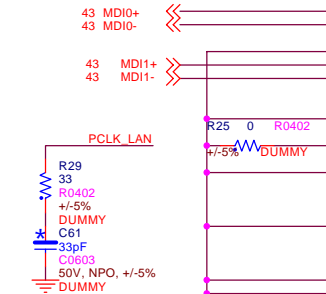 43 MDI0+
43 MDI0-
43 MDI1+
43 MDI1-
R25 0 R0402
+/-5% DUMMY
PCLK_LAN
R29
33
R0402
+/-5%
DUMMY
C61
33pF
C0603
50V, NPO, +/-5%
DUMMY